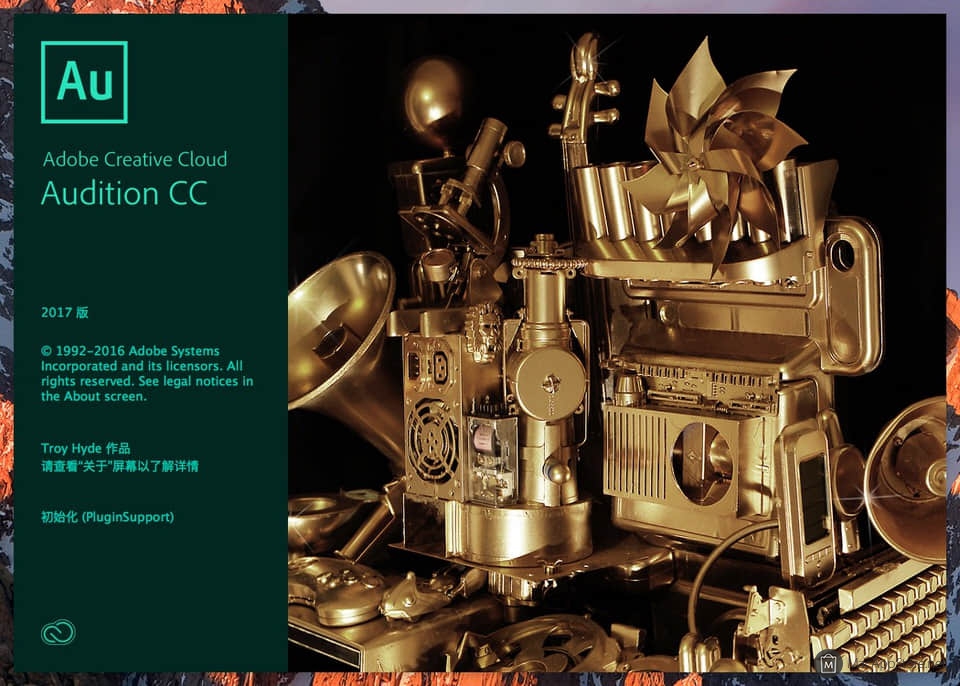 Au
Adobe Creative Cloud
Audition CC
2017 版
© 1992-2016 Adobe Systems
Incorporated and its licensors. All
rights reserved. See legal notices in
the About screen.
Troy Hyde 作品
请查看“关于”屏幕以了解详情
初始化 (PluginSupport)
M